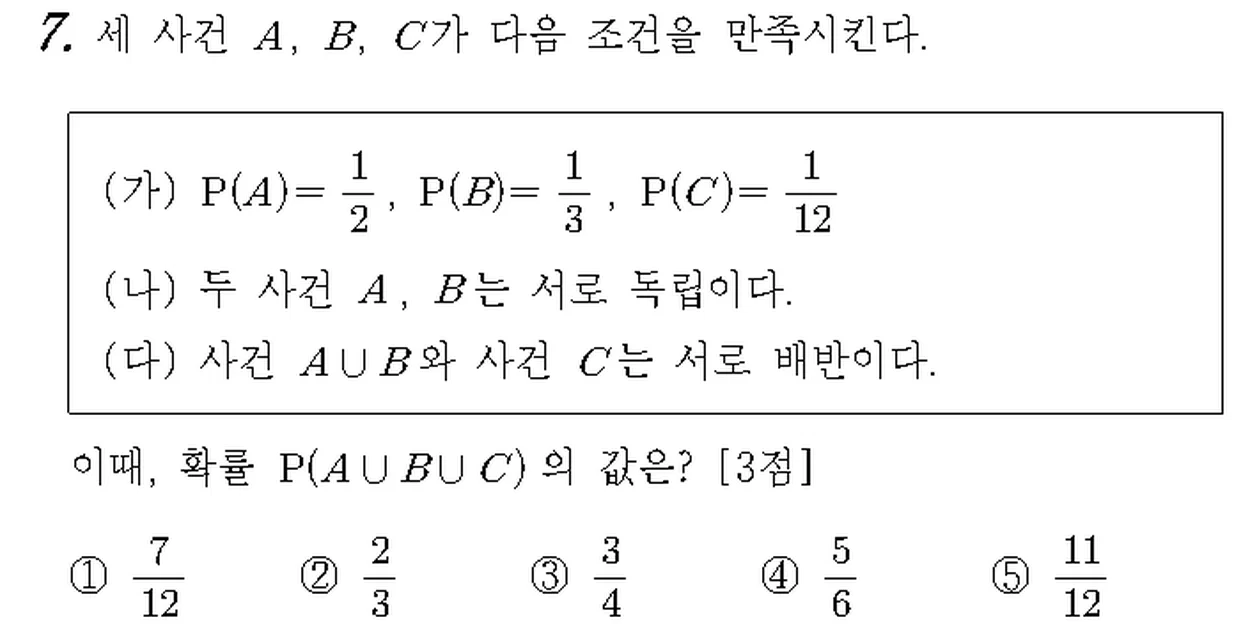 7. 세 사건 A, B, C가 다음 조건을 만족시킨다.
(가) P(A)= 1/2 , P(B)= 1/3 , P(C)= 1/12
(나) 두 사건 A, B는 서로 독립이다.
(다) 사건 A∪B와 사건 C는 서로 배반이다.
이때, 확률 P(A∪B∪C)의 값은? [3점]
① 7/12 ② 2/3 ③ 3/4 ④ 5/6 ⑤ 11/12